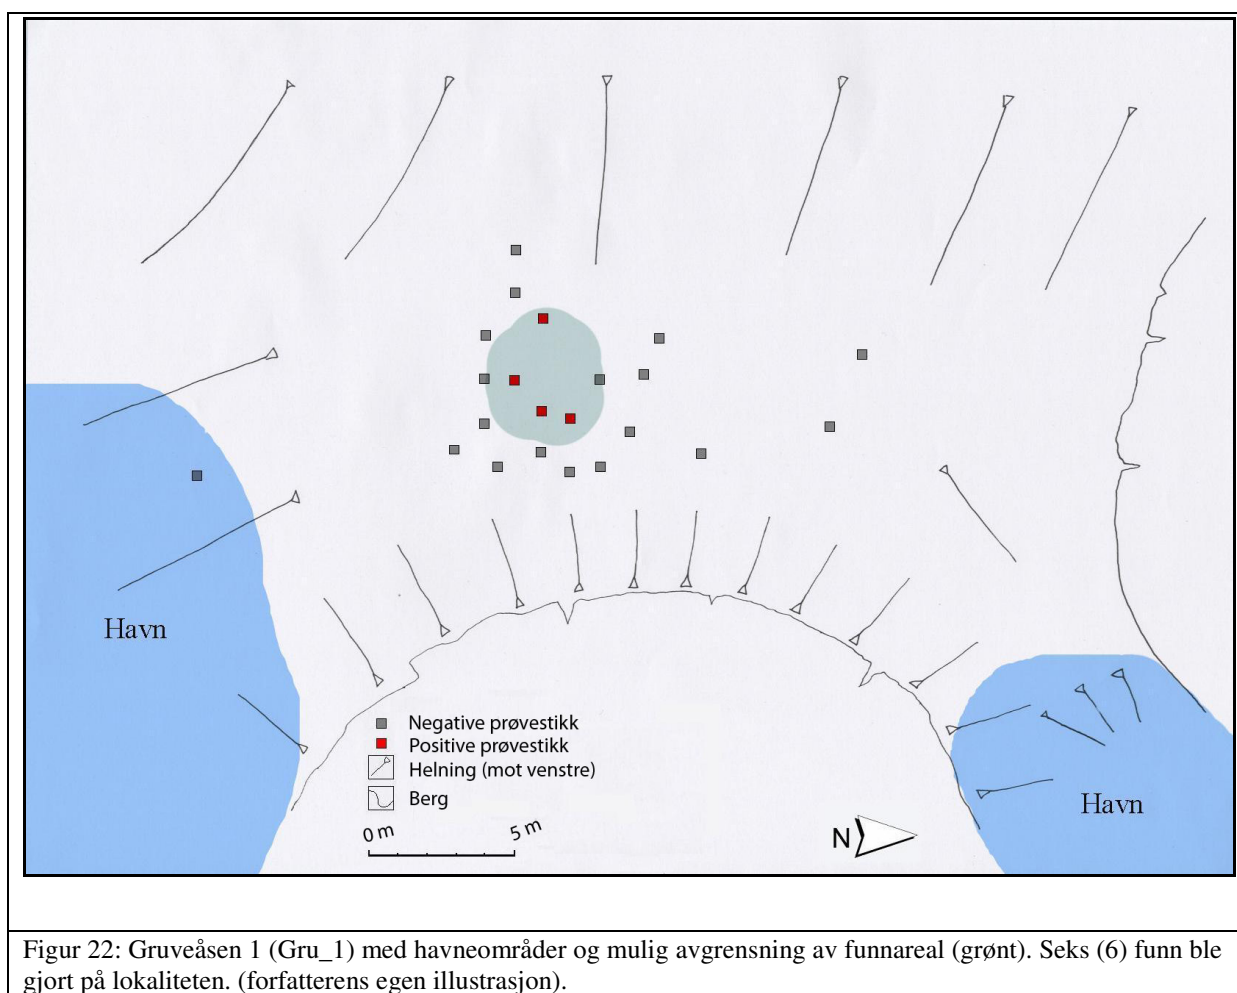 Havn
Negative prøvestikk
Positive prøvestikk
Helning (mot venstre)
Berg
0 m
5 m
N
Havn
Figur 22: Gruveåsen 1 (Gru_1) med havneområder og mulig avgrensning av funnareal (grønt). Seks (6) funn ble
gjort på lokaliteten. (forfatterens egen illustrasjon).